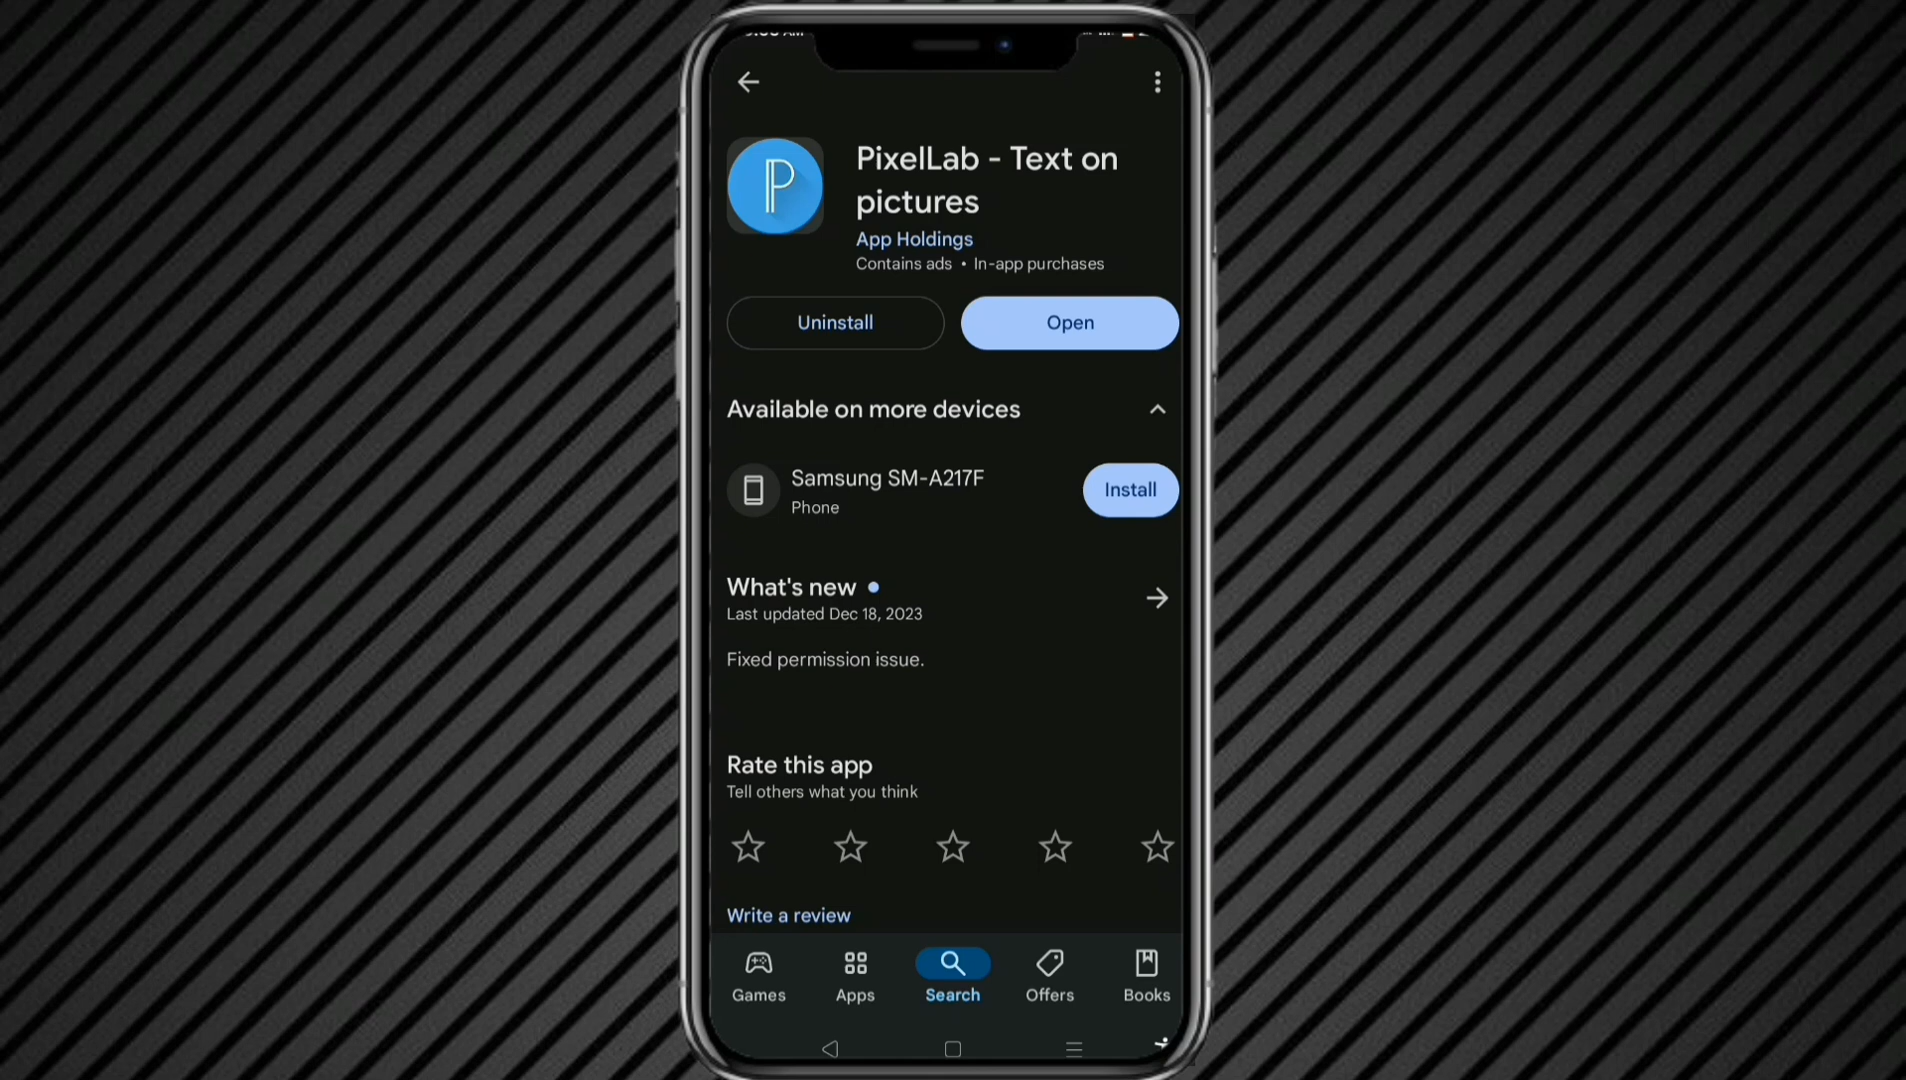 P
PixelLab - Text on
pictures
App Holdings
Contains ads • In-app purchases
Uninstall
Open
Available on more devices
Samsung SM-A217F
Phone
Install
What's new
Last updated Dec 18, 2023
Fixed permission issue.
Rate this app
Tell others what you think
Write a review
Games
Apps
Search
Offers
Books